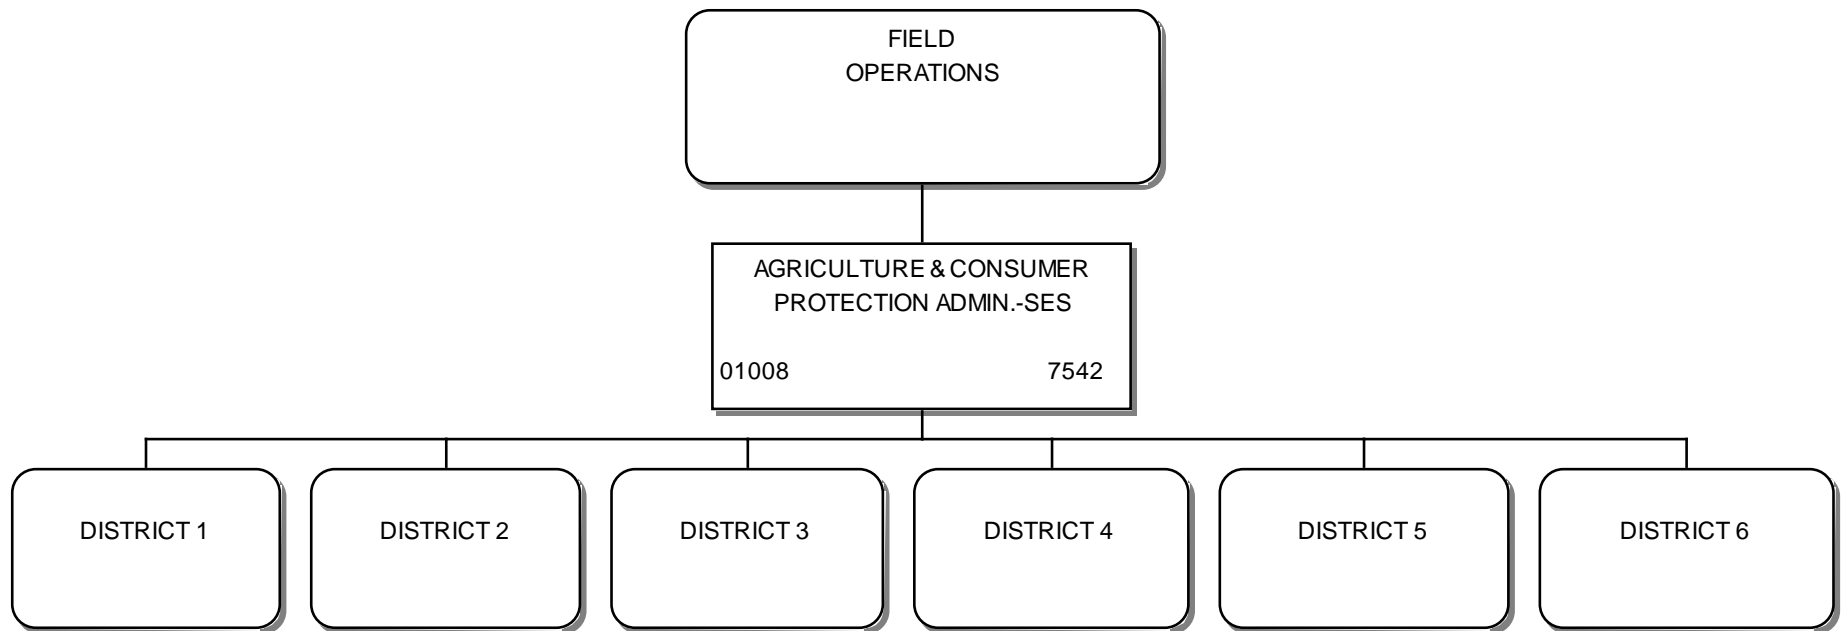 FIELD
OPERATIONS
AGRICULTURE & CONSUMER
PROTECTION ADMIN.-SES
01008 7542
DISTRICT 1 DISTRICT 2 DISTRICT 3 DISTRICT 4 DISTRICT 5 DISTRICT 6